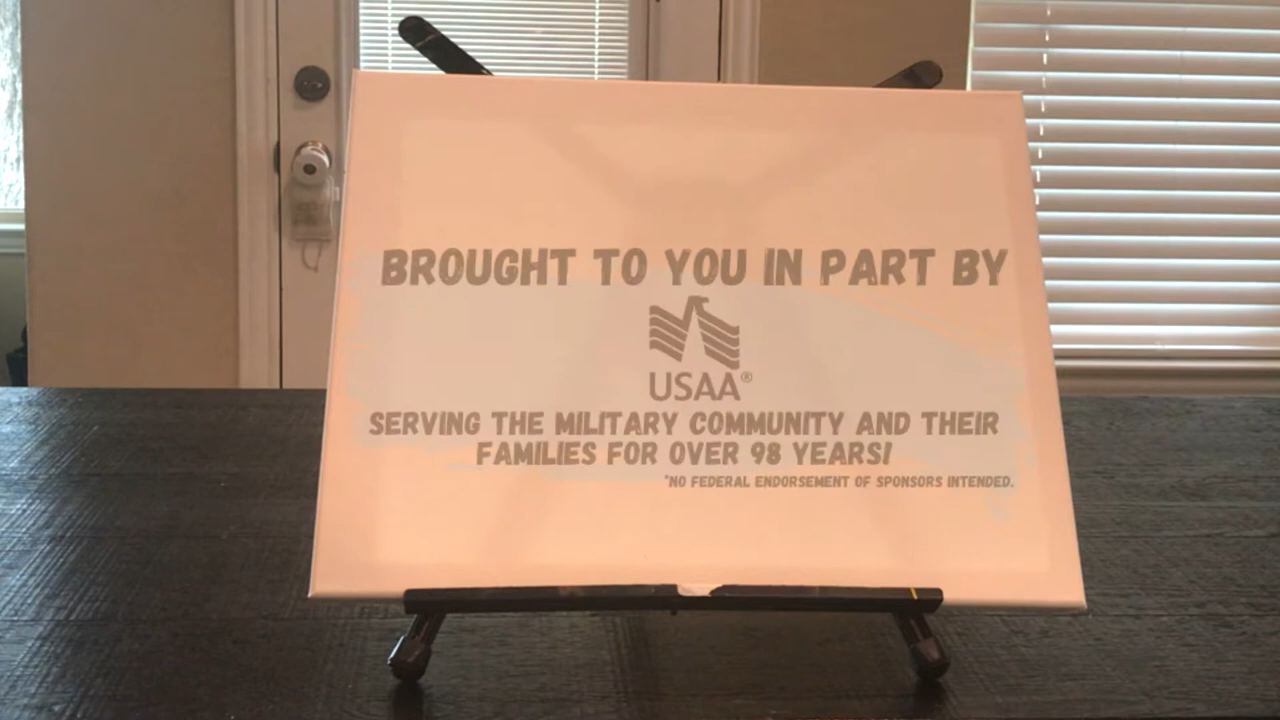 BROUGHT TO YOU IN PART BY
USAA®
SERVING THE MILITARY COMMUNITY AND THEIR
FAMILIES FOR OVER 98 YEARS!
*NO FEDERAL ENDORSEMENT OF SPONSORS INTENDED.